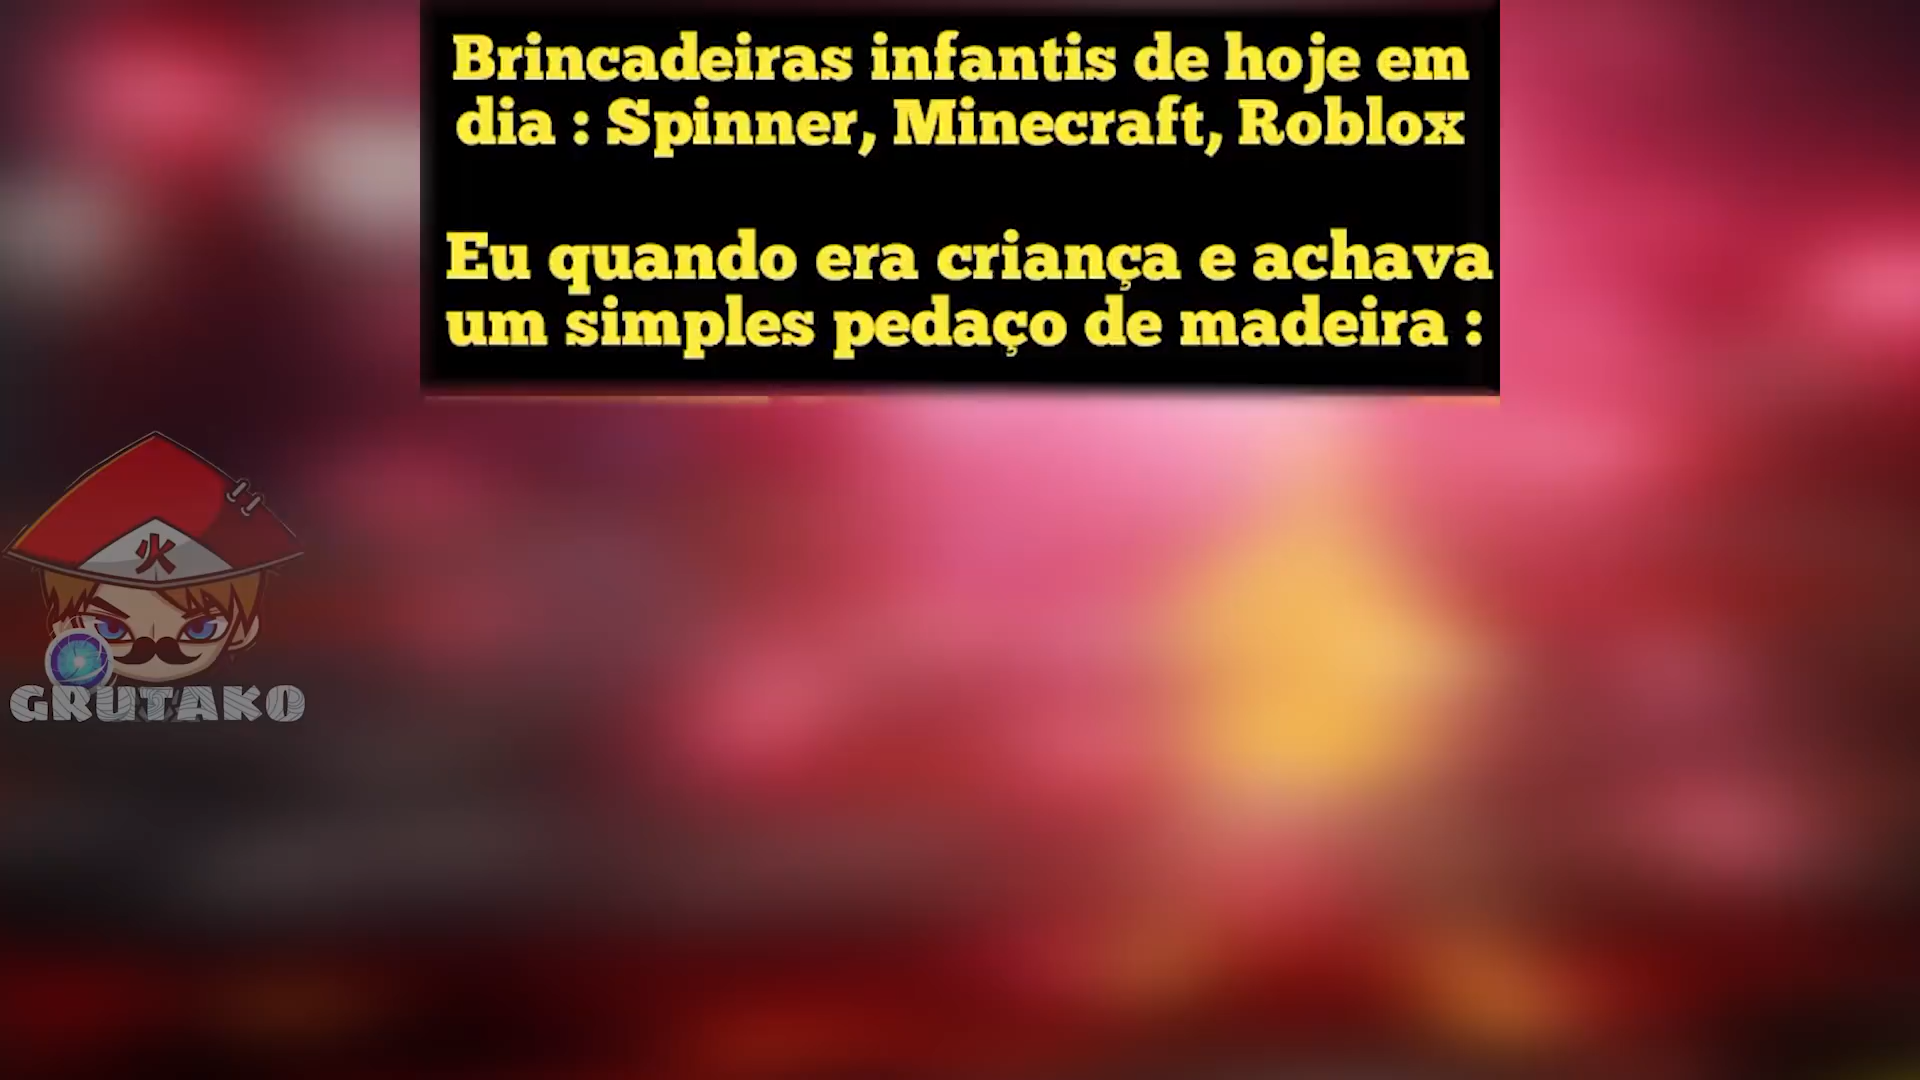 Brincadeiras infantis de hoje em
dia : Spinner, Minecraft, Roblox
Eu quando era criança e achava
um simples pedaço de madeira :
火
GRUTAKO